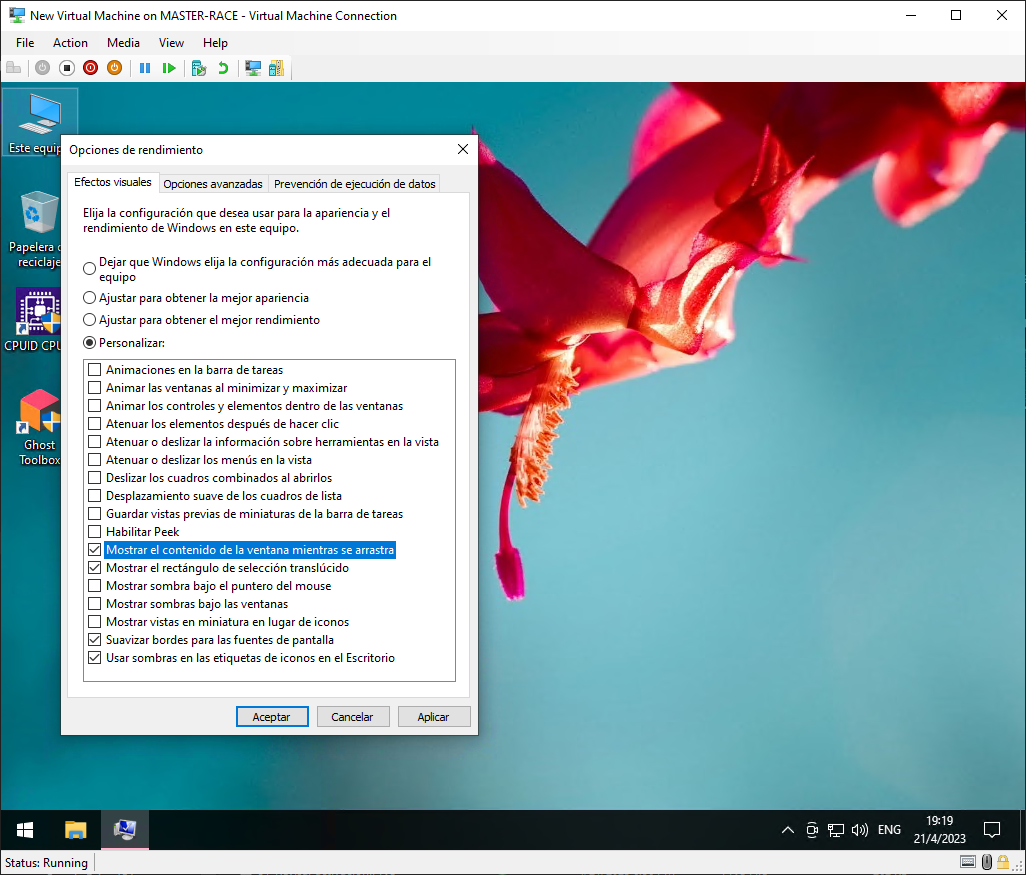 New Virtual Machine on MASTER-RACE - Virtual Machine Connection
File Action Media View Help
Este equip
Papelera
reciclaje
CPUID CPU
Ghost
Toolbox
Opciones de rendimiento
Efectos visuales Opciones avanzadas Prevención de ejecución de datos
Elija la configuración que desea usar para la apariencia y el
rendimiento de Windows en este equipo.
Dejar que Windows elija la configuración más adecuada para el
equipo
Ajustar para obtener la mejor apariencia
Ajustar para obtener el mejor rendimiento
Personalizar:
Animaciones en la barra de tareas
Animar las ventanas al minimizar y maximizar
Animar los controles y elementos dentro de las ventanas
Atenuar los elementos después de hacer clic
Atenuar o deslizar la información sobre herramientas en la vista
Atenuar o deslizar los menús en la vista
Deslizar los cuadros combinados al abrirlos
Desplazamiento suave de los cuadros de lista
Guardar vistas previas de miniaturas de la barra de tareas
Habilitar Peek
Mostrar el contenido de la ventana mientras se arrastra
Mostrar el rectángulo de selección translúcido
Mostrar sombra bajo el puntero del mouse
Mostrar sombras bajo las ventanas
Mostrar vistas en miniatura en lugar de iconos
Suavizar bordes para las fuentes de pantalla
Usar sombras en las etiquetas de iconos en el Escritorio
Aceptar Cancelar Aplicar
ENG
19:19
21/4/2023
Status: Running